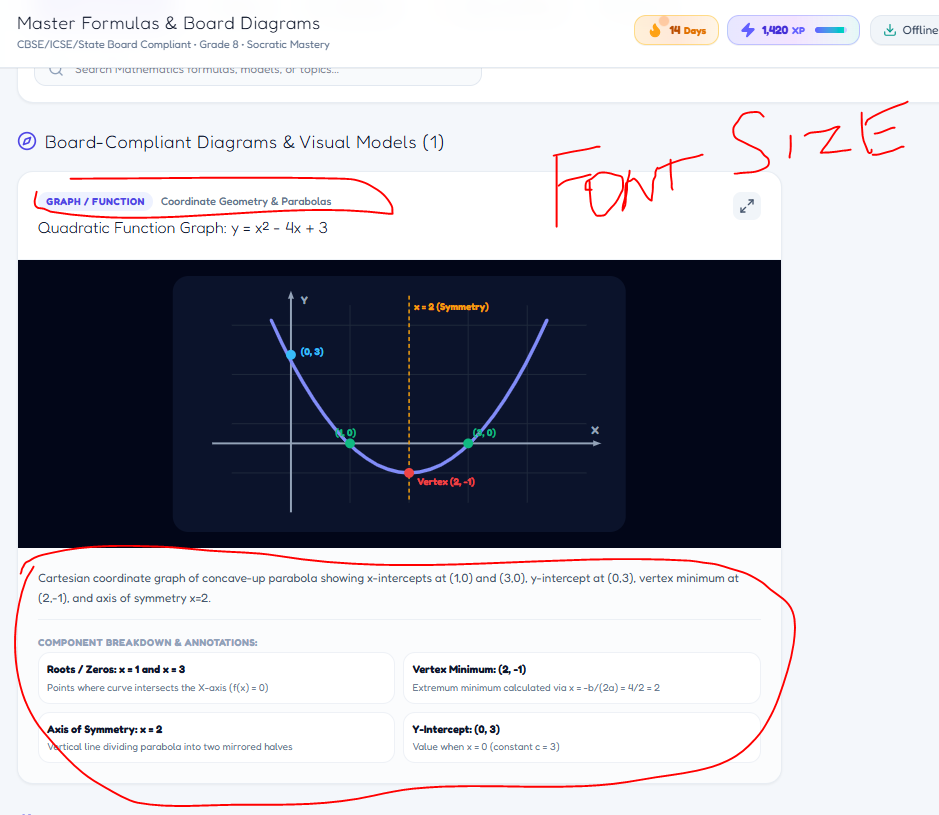 Master Formulas & Board Diagrams
CBSE/ICSE/State Board Compliant • Grade 8 • Socratic Mastery
14 Days
1,420 XP
Offline
Search Mathematics formulas, models, or topics...
Board-Compliant Diagrams & Visual Models (1)
FONT SIZE
GRAPH / FUNCTION
Coordinate Geometry & Parabolas
Quadratic Function Graph: y = x² - 4x + 3
Y
x = 2 (Symmetry)
(0, 3)
(1, 0)
(3, 0)
X
Vertex (2, -1)
Cartesian coordinate graph of concave-up parabola showing x-intercepts at (1,0) and (3,0), y-intercept at (0,3), vertex minimum at
(2,-1), and axis of symmetry x=2.
COMPONENT BREAKDOWN & ANNOTATIONS:
Roots / Zeros: x = 1 and x = 3
Points where curve intersects the X-axis (f(x) = 0)
Vertex Minimum: (2, -1)
Extremum minimum calculated via x = -b/(2a) = 4/2 = 2
Axis of Symmetry: x = 2
Vertical line dividing parabola into two mirrored halves
Y-Intercept: (0, 3)
Value when x = 0 (constant c = 3)